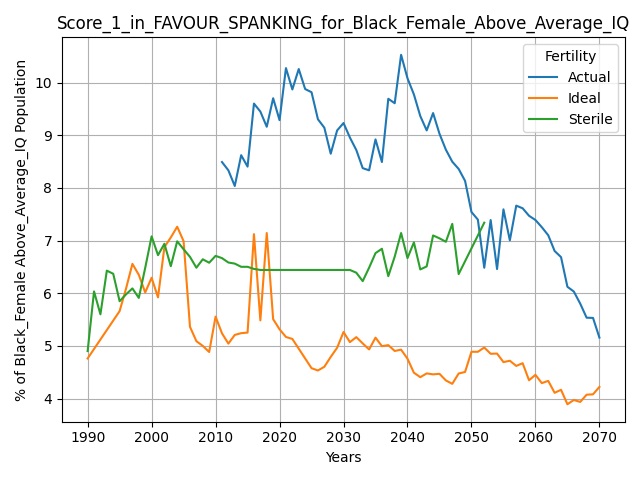 Score_1_in_FAVOUR_SPANKING_for_Black_Female_Above_Average_IQ
% of Black_Female Above_Average_IQ Population
10
9
8
7
6
5
4
Fertility
Actual
Ideal
Sterile
1990 2000 2010 2020 2030 2040 2050 2060 2070
Years